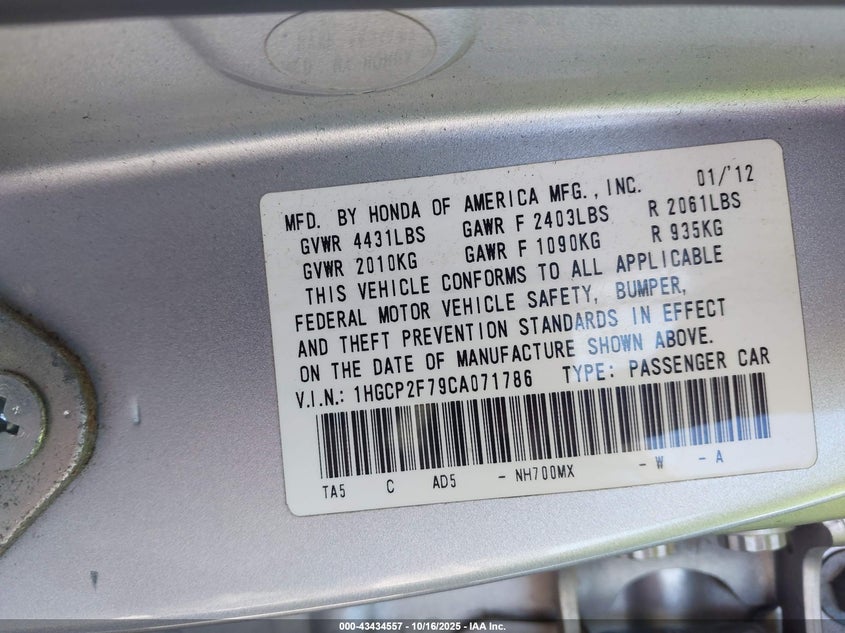 MFD. BY HONDA OF AMERICA MFG., INC. 01/'12
GVWR 4431LBS GAWR F 2403LBS R 2061LBS
GVWR 2010KG GAWR F 1090KG R 935KG
THIS VEHICLE CONFORMS TO ALL APPLICABLE
FEDERAL MOTOR VEHICLE SAFETY, BUMPER,
AND THEFT PREVENTION STANDARDS IN EFFECT
ON THE DATE OF MANUFACTURE SHOWN ABOVE.
V.I.N.: 1HGCP2F79CA071786 TYPE: PASSENGER CAR
TA5 C AD5 - NH700MX - W - A
000-43434557 - 10/16/2025 - IAA Inc.